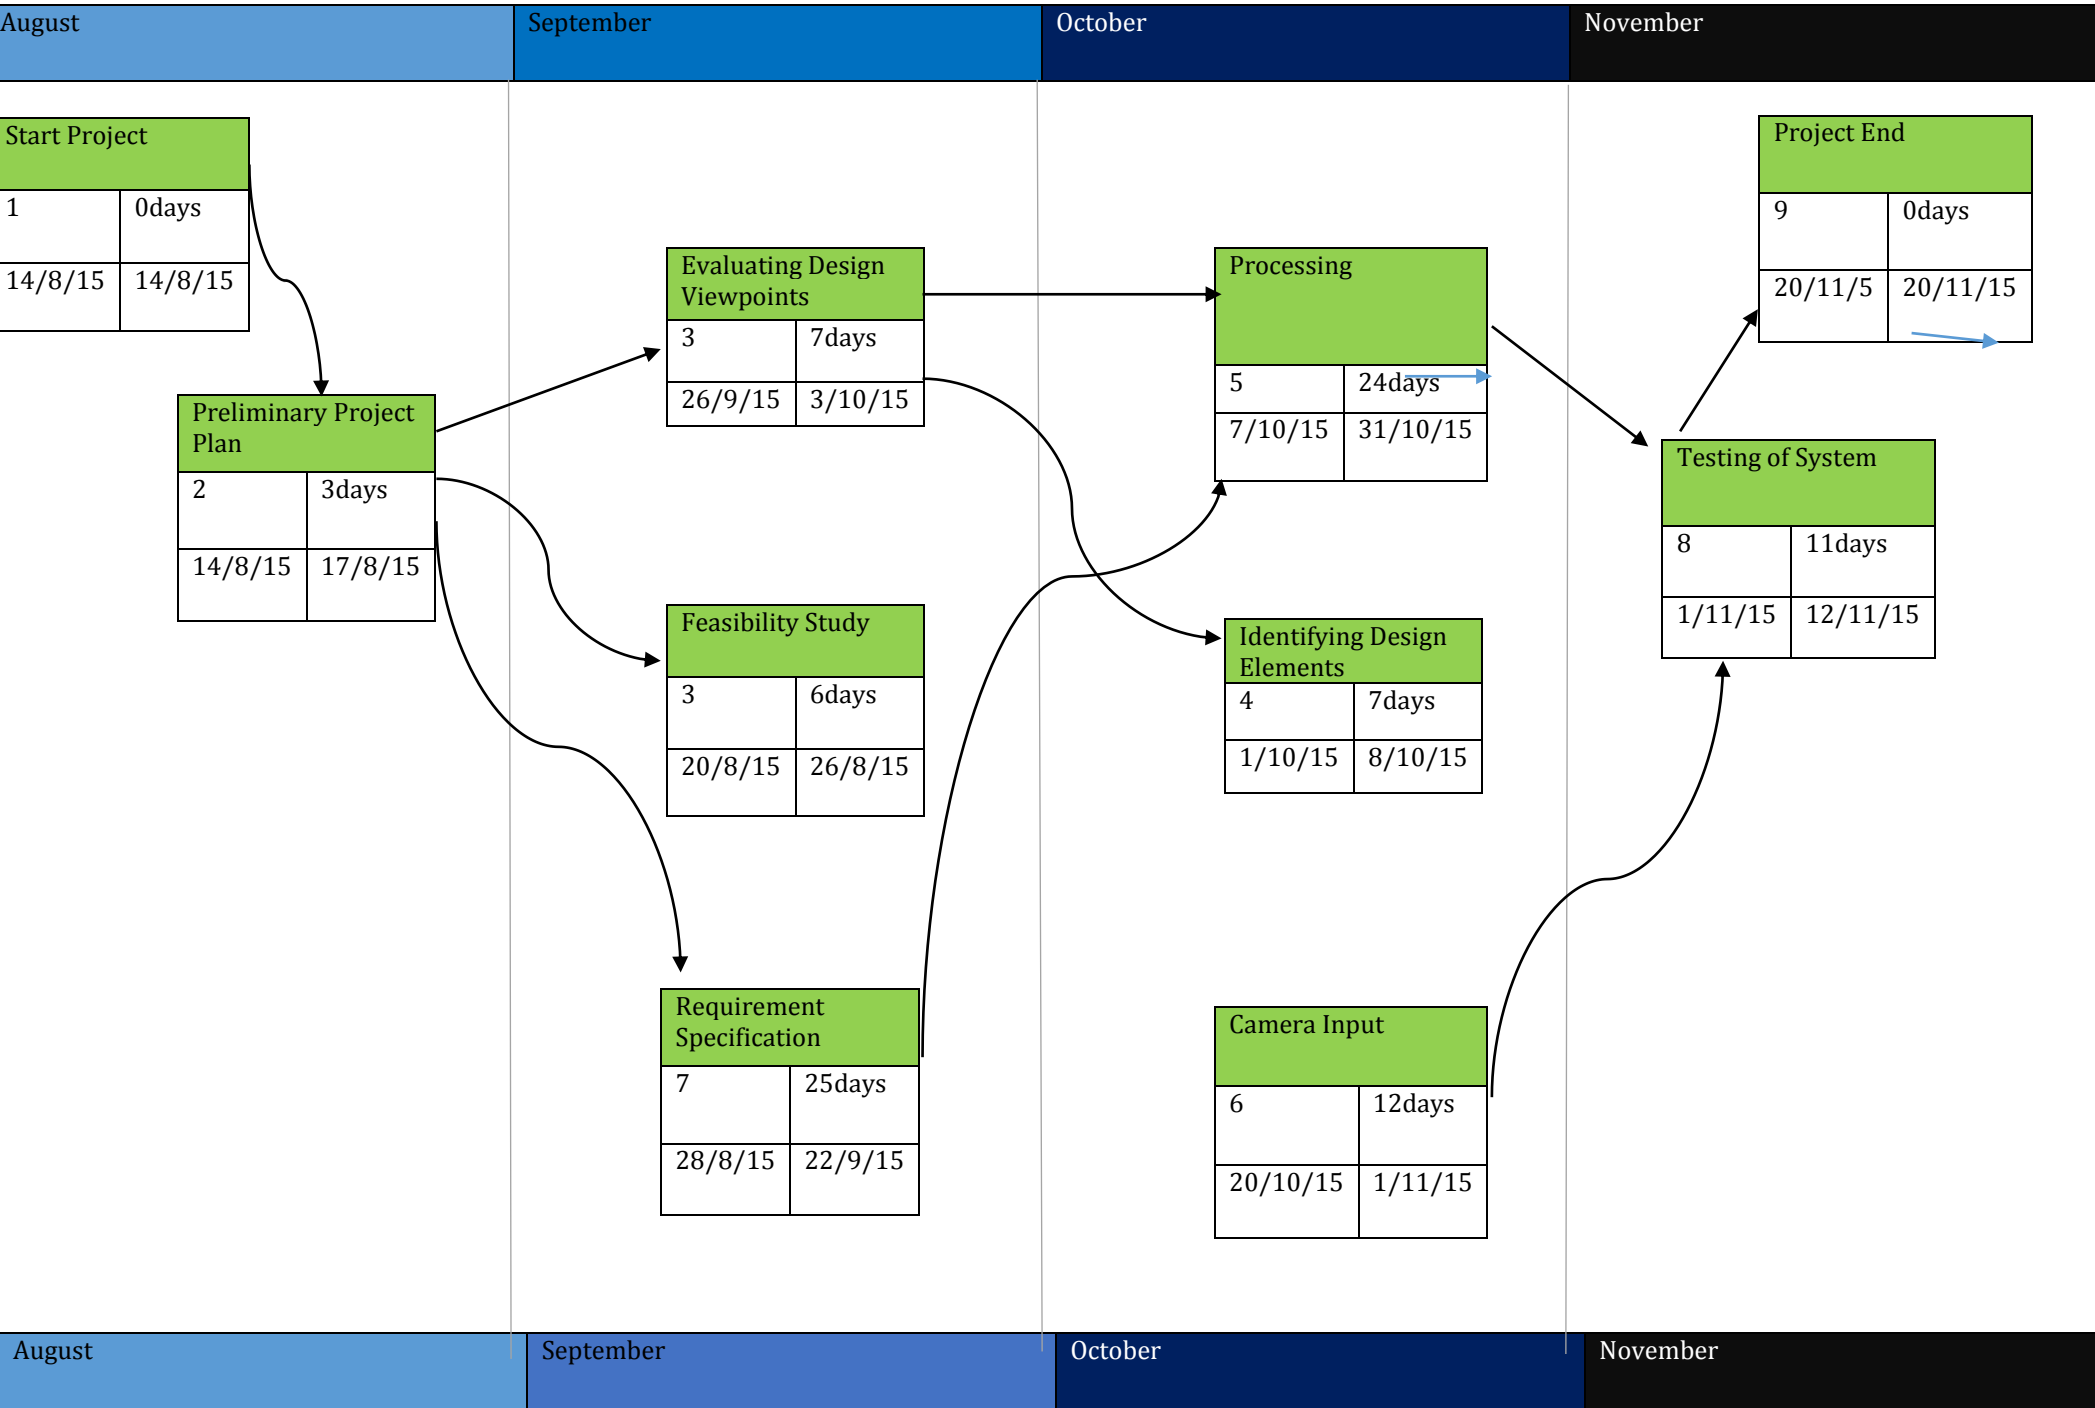 August
September
October
November
Start Project
1
0days
14/8/15
14/8/15
Preliminary Project
Plan
2
3days
14/8/15
17/8/15
Evaluating Design
Viewpoints
3
7days
26/9/15
3/10/15
Feasibility Study
3
6days
20/8/15
26/8/15
Requirement
Specification
7
25days
28/8/15
22/9/15
Processing
5
24days
7/10/15
31/10/15
Identifying Design
Elements
4
7days
1/10/15
8/10/15
Camera Input
6
12days
20/10/15
1/11/15
Project End
9
0days
20/11/5
20/11/15
Testing of System
8
11days
1/11/15
12/11/15
August
September
October
November